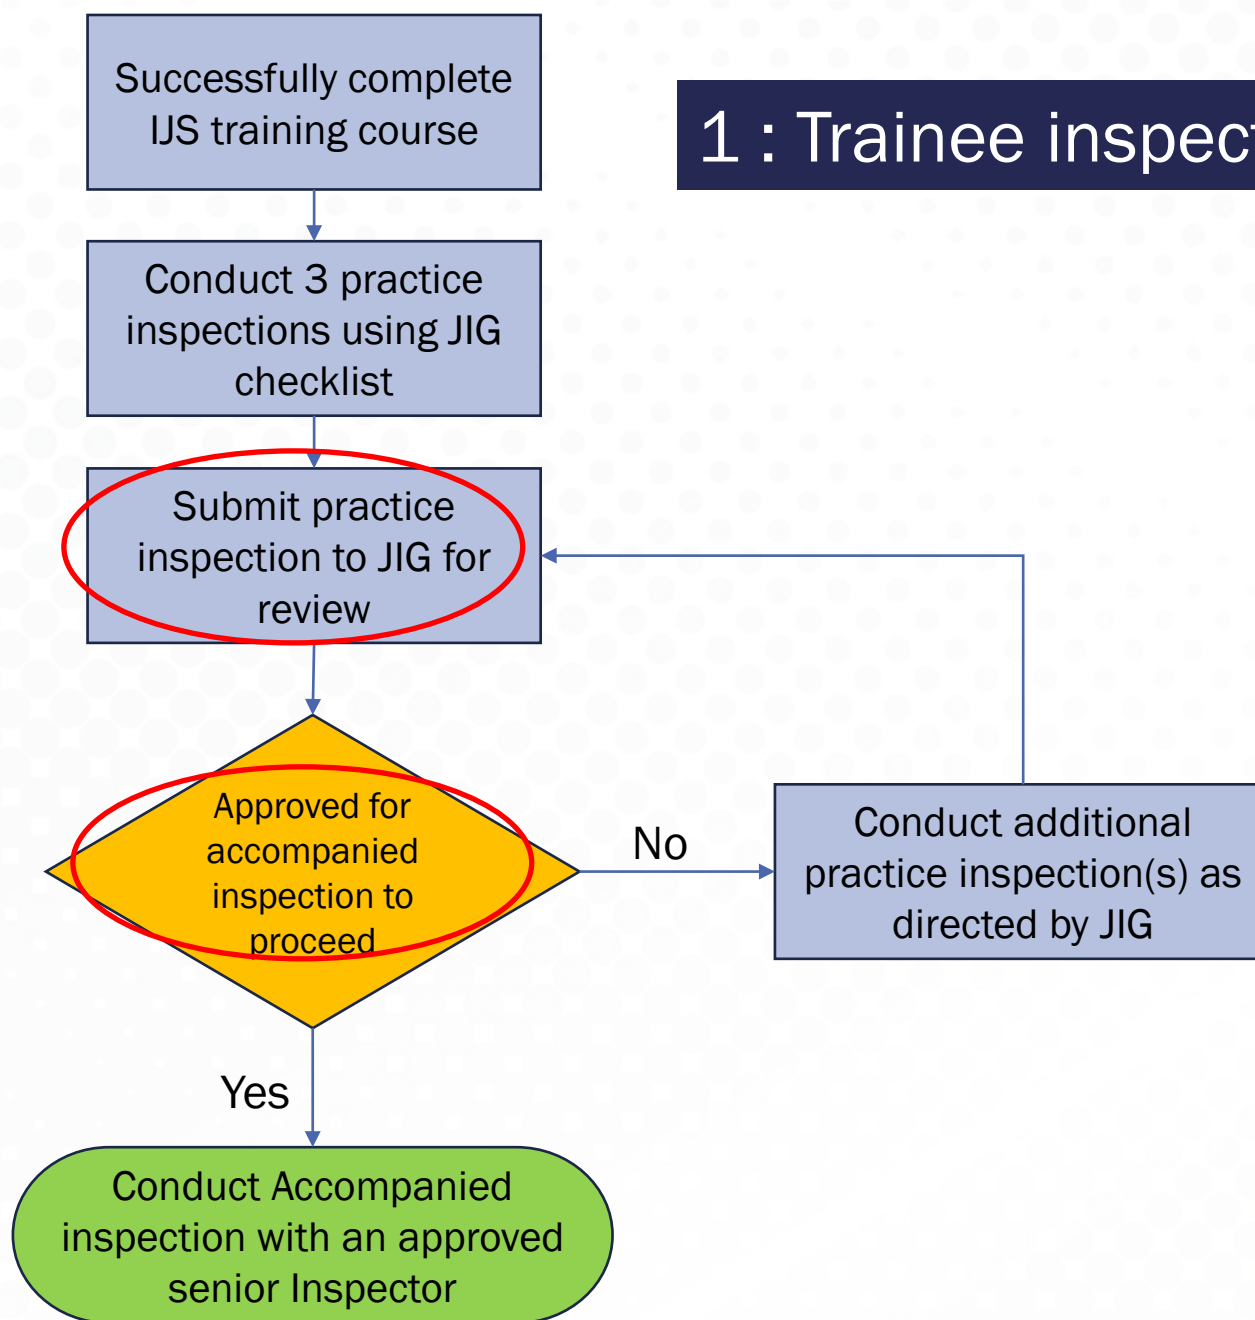 Successfully complete
IJS training course
1 : Trainee inspect
Conduct 3 practice
inspections using JIG
checklist
Submit practice
inspection to JIG for
review
Approved for
accompanied
inspection to
proceed
No
Conduct additional
practice inspection(s) as
directed by JIG
Yes
Conduct Accompanied
inspection with an approved
senior Inspector